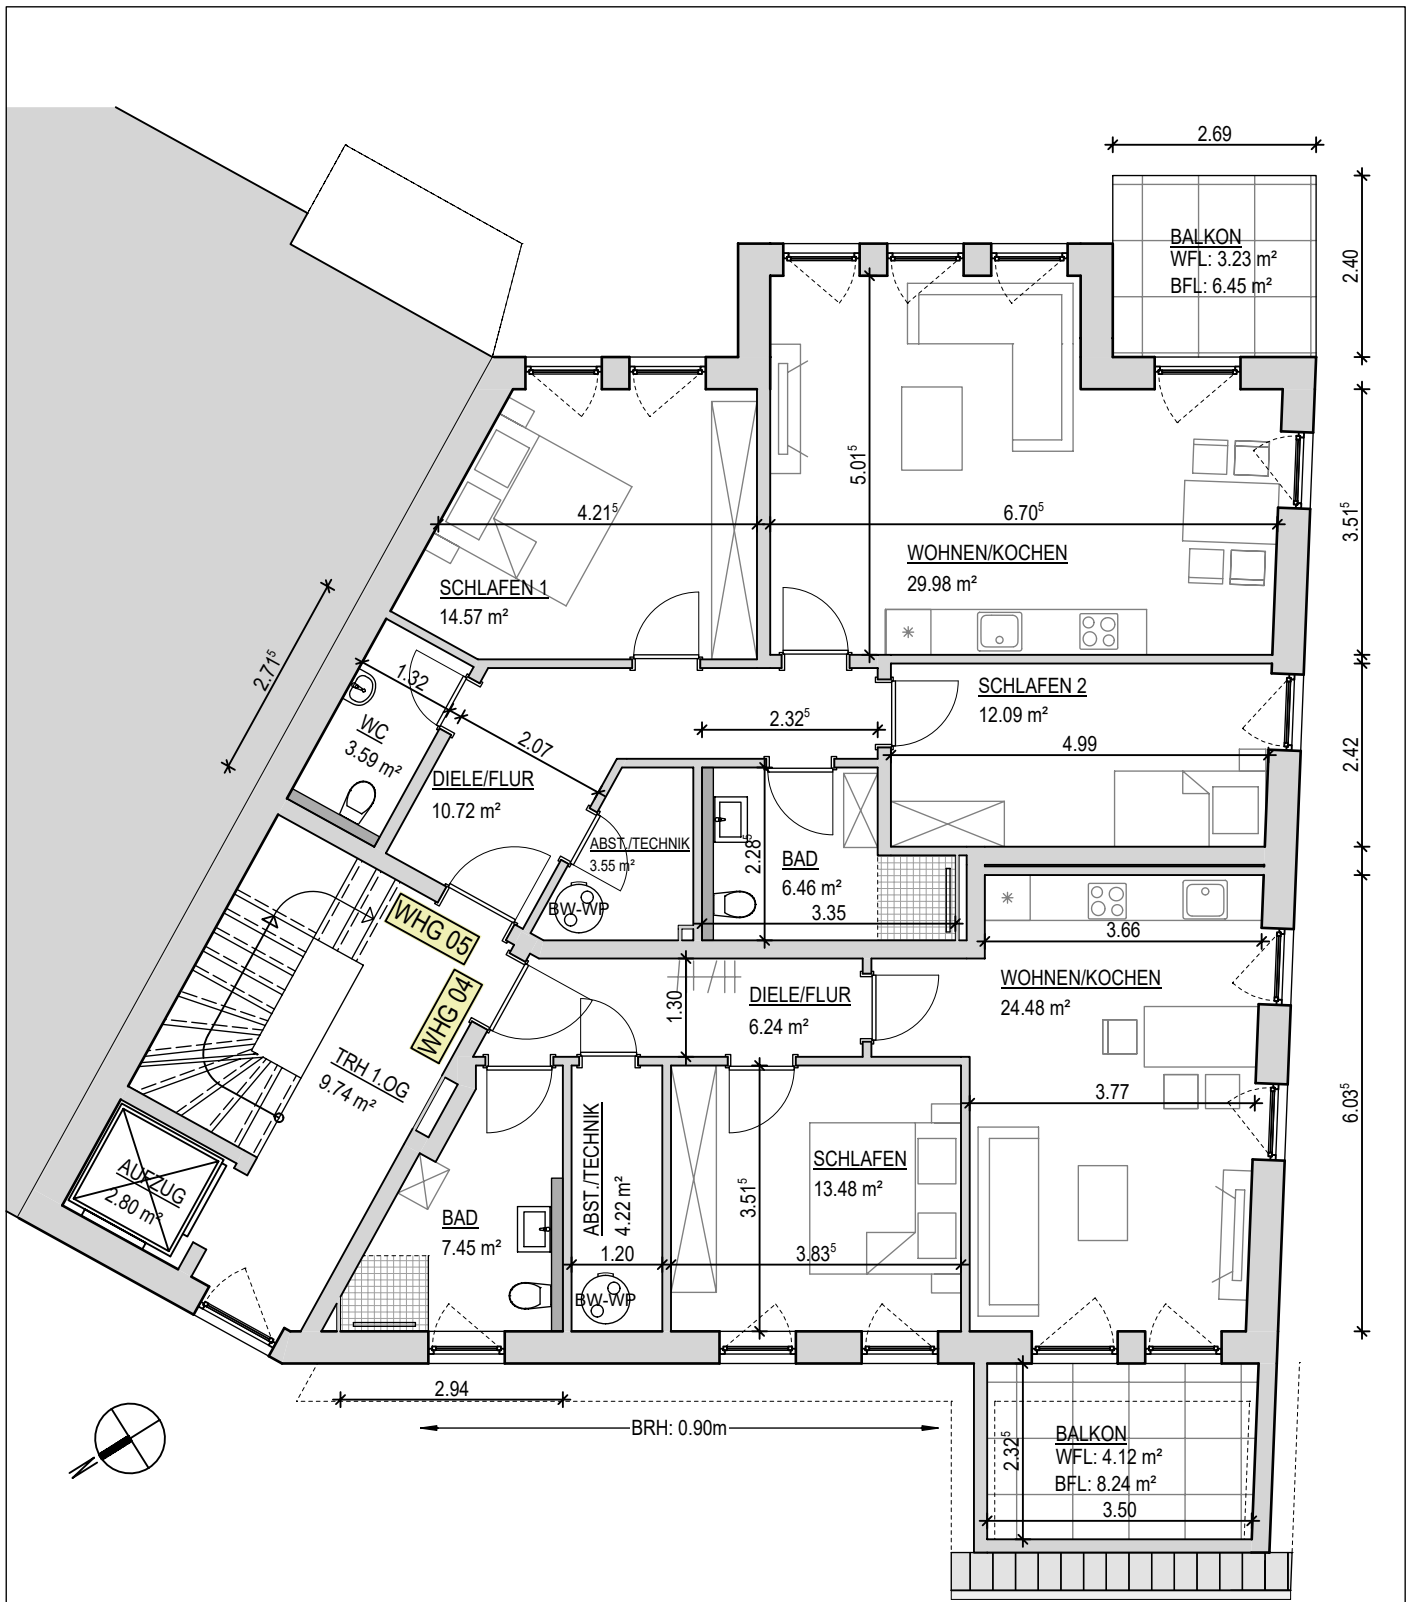 2.69
BALKON
WFL: 3.23 m²
BFL: 6.45 m²
2.40
5.01⁵
3.51⁵
4.21⁵
6.70⁵
WOHNEN/KOCHEN
29.98 m²
SCHLAFEN 1
14.57 m²
2.71⁵
1.32
WC
3.59 m²
2.07
DIELE/FLUR
10.72 m²
2.32⁵
SCHLAFEN 2
12.09 m²
4.99
2.42
ABST./TECHNIK
3.55 m²
BW-WP
2.28⁵
BAD
6.46 m²
3.35
WHG 05
WHG 04
3.66
WOHNEN/KOCHEN
24.48 m²
1.30
DIELE/FLUR
6.24 m²
TRH 1.OG
9.74 m²
3.77
6.03⁵
AUFZUG
2.80 m²
BAD
7.45 m²
ABST./TECHNIK
4.22 m²
1.20
BW-WP
3.51⁵
SCHLAFEN
13.48 m²
3.83⁵
2.94
BRH: 0.90m
2.32⁵
BALKON
WFL: 4.12 m²
BFL: 8.24 m²
3.50
N